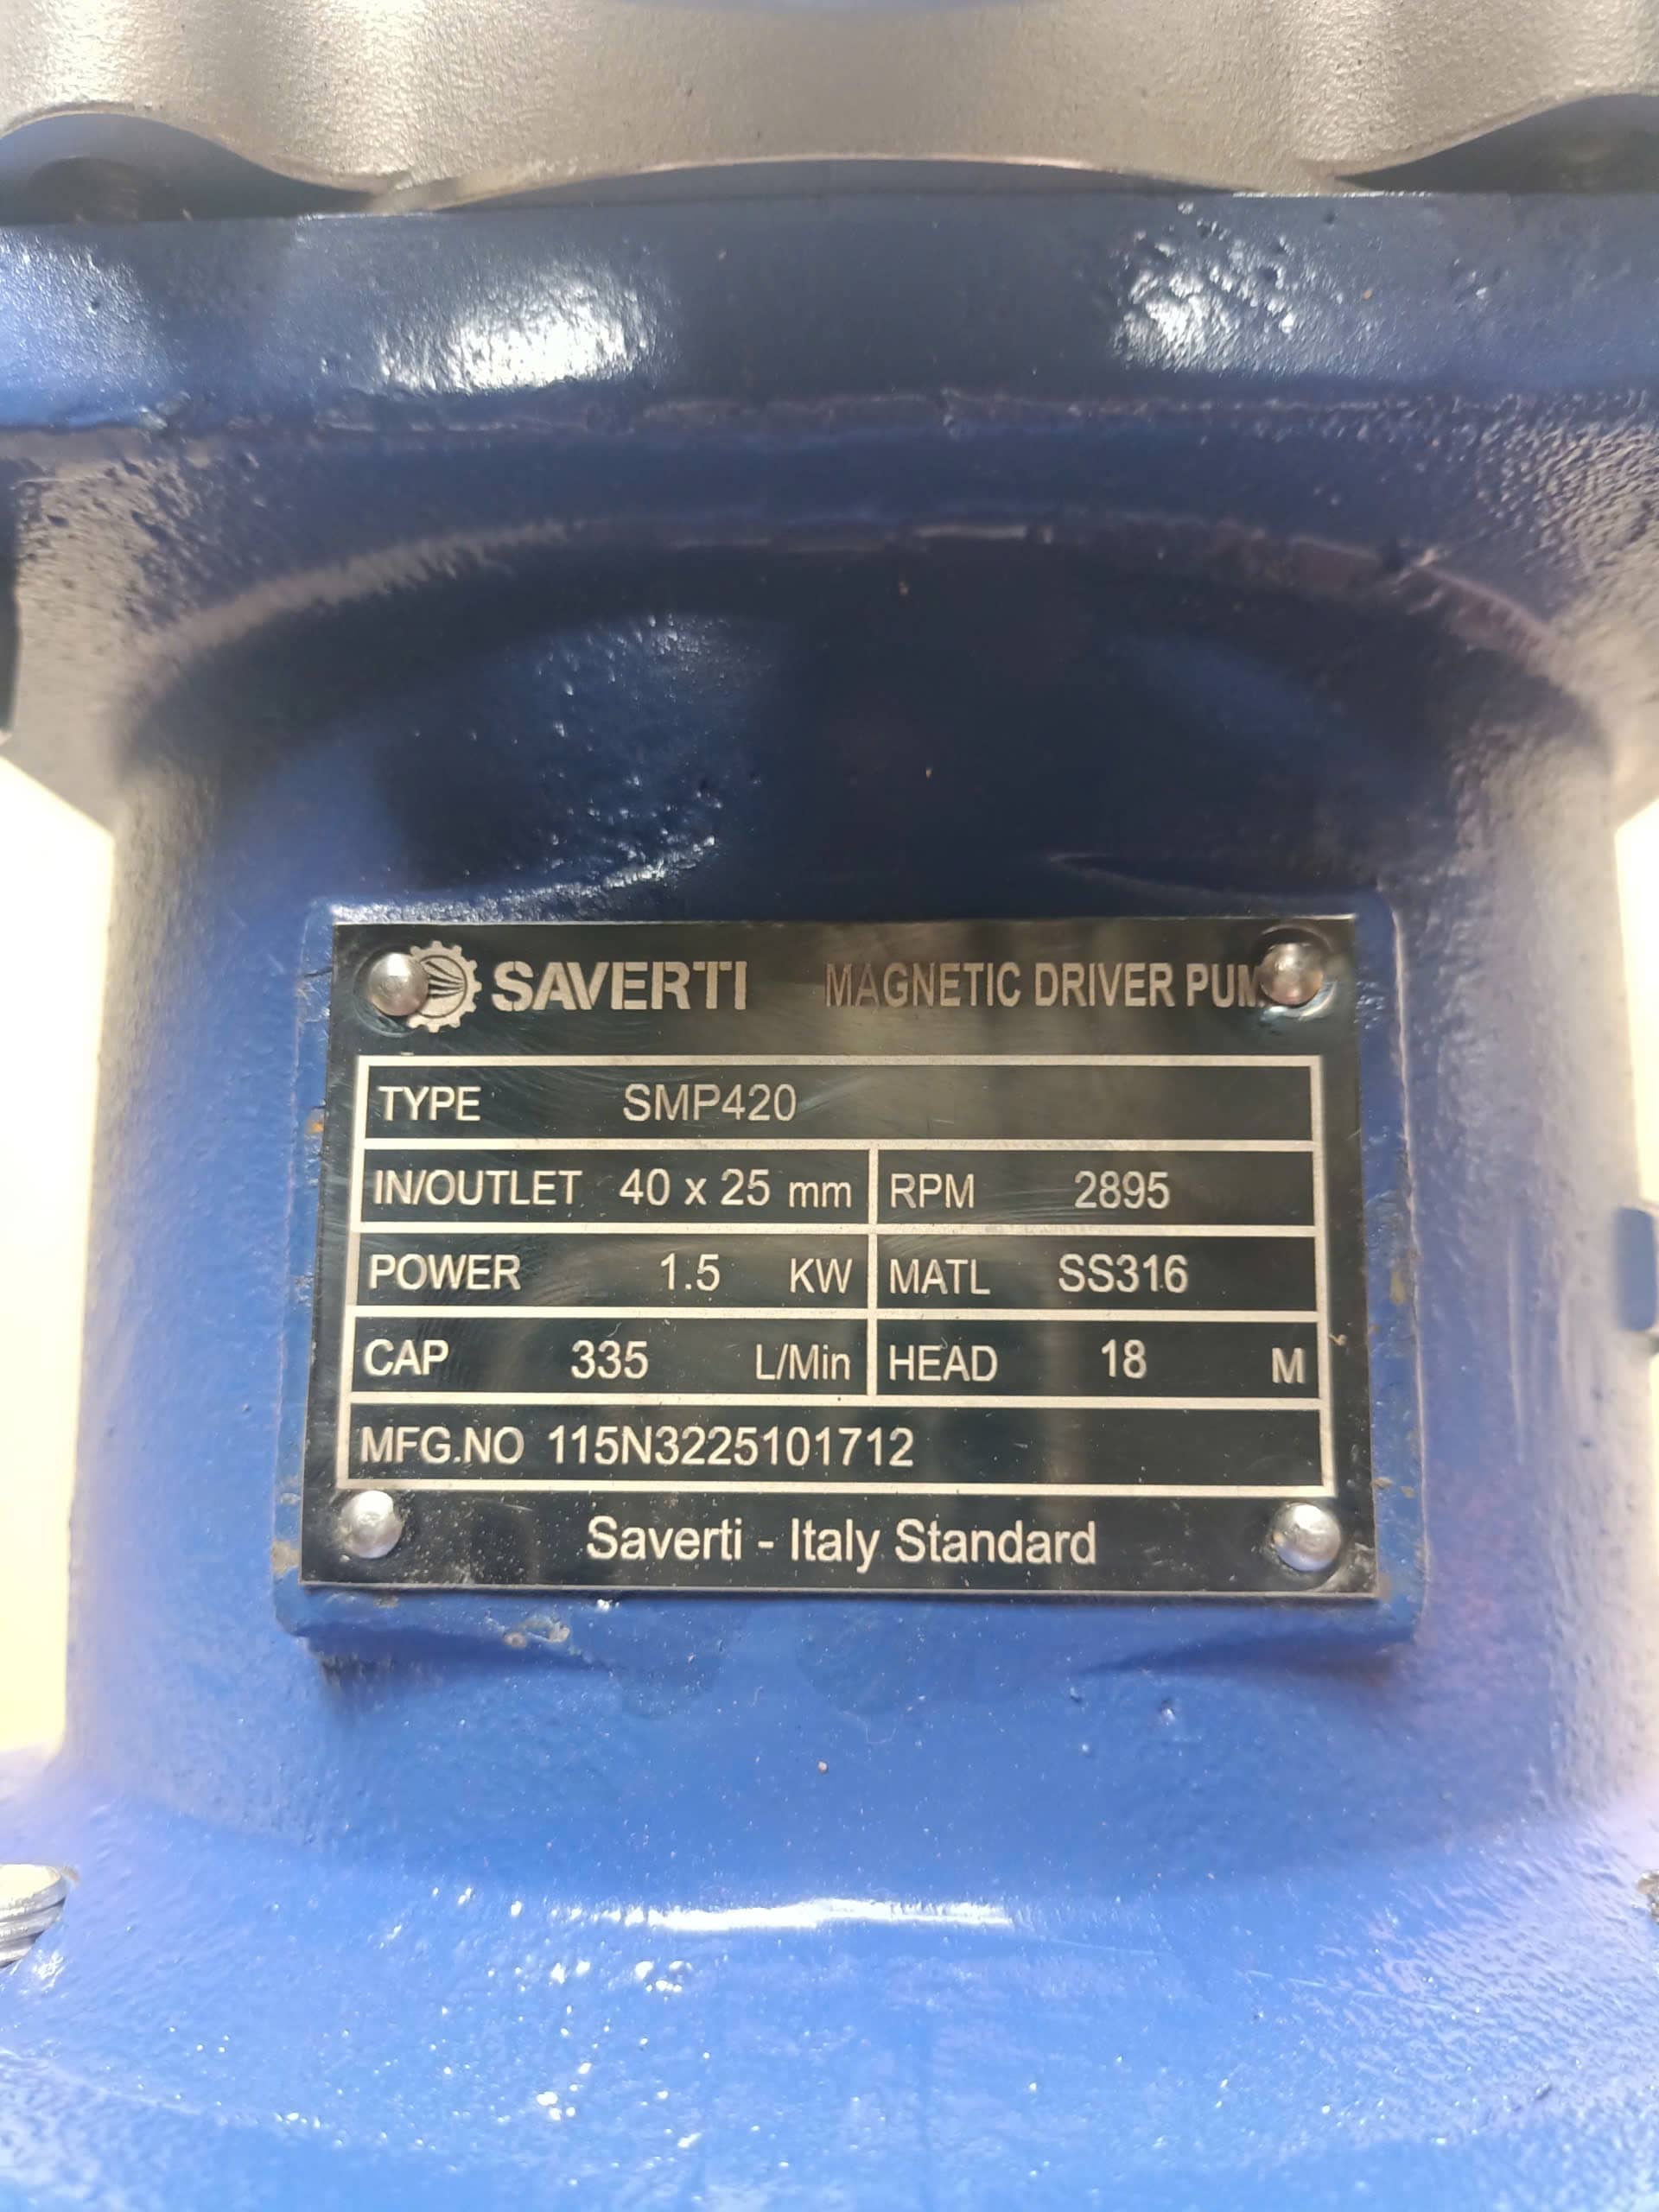 SAVERTI MAGNETIC DRIVER PUM
TYPE SMP420
IN/OUTLET 40 x 25 mm RPM 2895
POWER 1.5 KW MATL SS316
CAP 335 L/Min HEAD 18 M
MFG.NO 115N3225101712
Saverti - Italy Standard